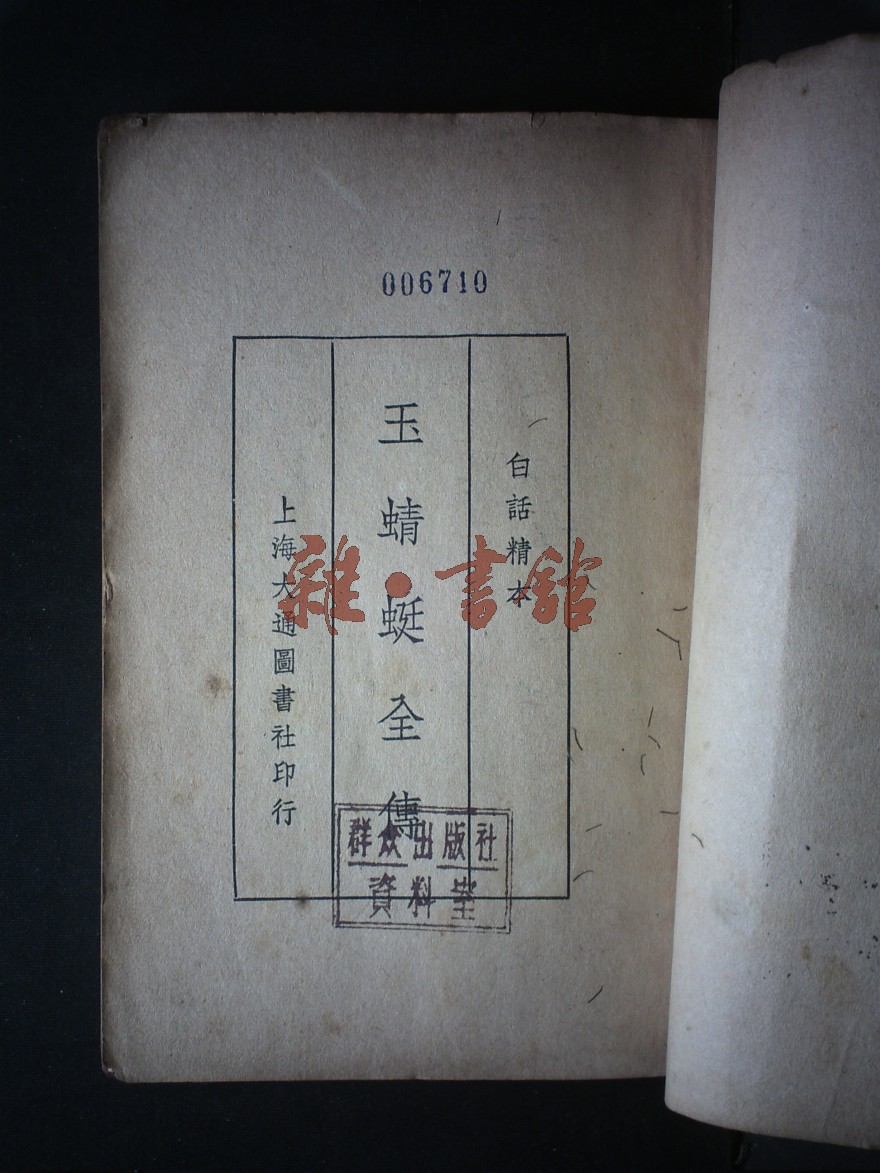 006710
白話精本
玉蜻蜓全傳
上海大通圖書社印行
雜·書館
群众出版社
資料室